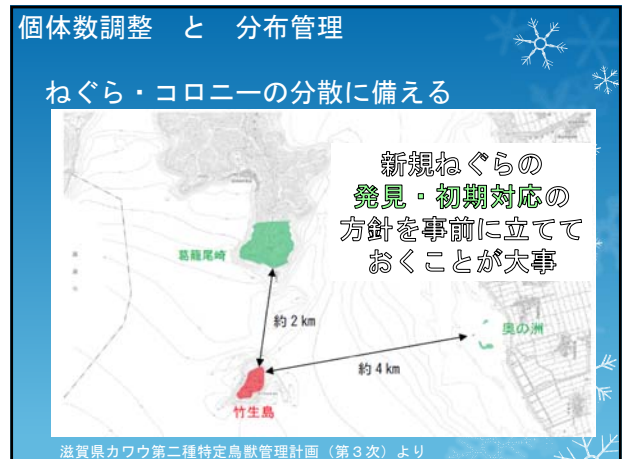 個体数調整　と　分布管理
ねぐら・コロニーの分散に備える
新規ねぐらの
発見・初期対応の
方針を事前に立てて
おくことが大事
葛籠尾崎
約2km
奥の洲
約4km
竹生島
滋賀県カワウ第二種特定鳥獣管理計画（第３次）より